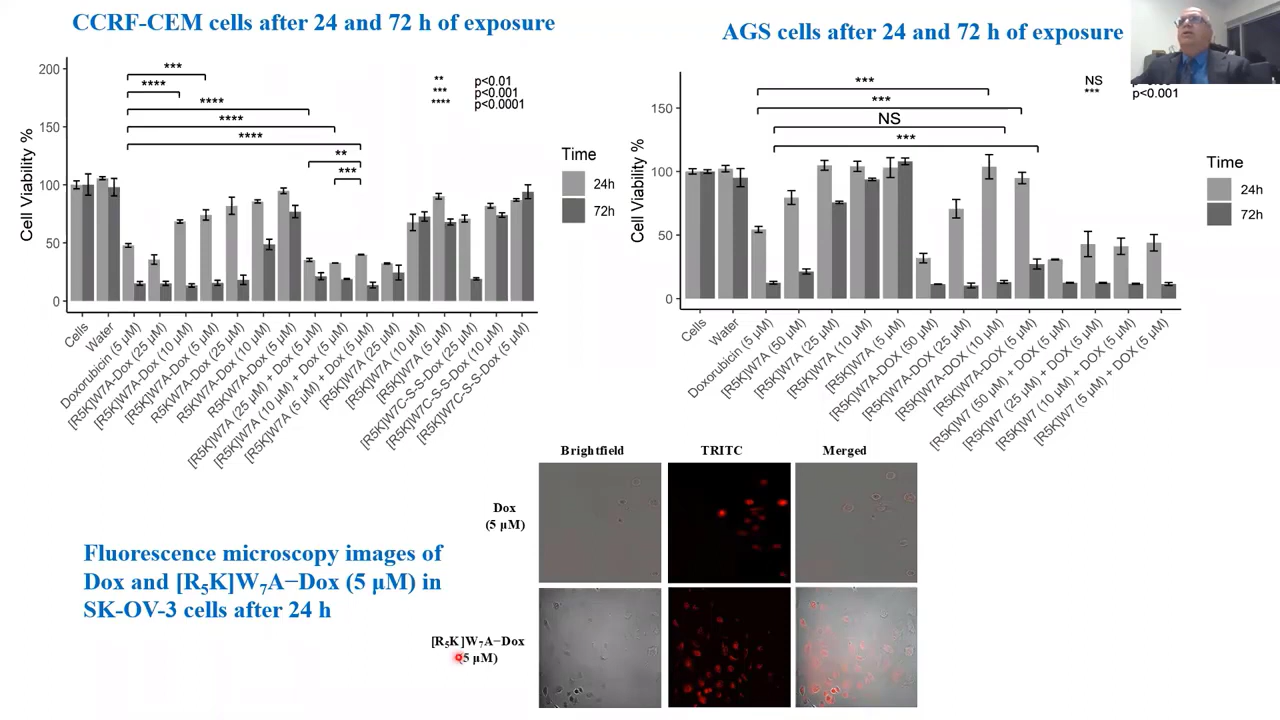 CCRF-CEM cells after 24 and 72 h of exposure
200
150
100
50
0
Cell Viability %
***
****
****
****
****
**
***
** p<0.01
*** p<0.001
**** p<0.0001
Time
24h
72h
Cells
Water
Doxorubicin (5 μM)
[R5K]W7A-Dox (25 μM)
[R5K]W7A-Dox (10 μM)
[R5K]W7A-Dox (5 μM)
R5KW7A-Dox (25 μM)
R5KW7A-Dox (10 μM)
R5KW7A-Dox (5 μM)
[R5K]W7A (25 μM) + Dox (5 μM)
[R5K]W7A (10 μM) + Dox (5 μM)
[R5K]W7A (5 μM) + Dox (5 μM)
[R5K]W7A (25 μM)
[R5K]W7A (10 μM)
[R5K]W7A (5 μM)
[R5K]W7C-S-S-Dox (25 μM)
[R5K]W7C-S-S-Dox (10 μM)
[R5K]W7C-S-S-Dox (5 μM)
AGS cells after 24 and 72 h of exposure
150
100
50
0
Cell Viability %
***
***
NS
***
NS
*** p<0.001
Time
24h
72h
Cells
Water
Doxorubicin (5 μM)
[R5K]W7A (50 μM)
[R5K]W7A (25 μM)
[R5K]W7A (10 μM)
[R5K]W7A (5 μM)
[R5K]W7A-DOX (50 μM)
[R5K]W7A-DOX (25 μM)
[R5K]W7A-DOX (10 μM)
[R5K]W7A-DOX (5 μM)
[R5K]W7 (50 μM) + DOX (5 μM)
[R5K]W7 (25 μM) + DOX (5 μM)
[R5K]W7 (10 μM) + DOX (5 μM)
[R5K]W7 (5 μM) + DOX (5 μM)
Brightfield TRITC Merged
Dox
(5 μM)
[R₅K]W₇A−Dox
(5 μM)
Fluorescence microscopy images of
Dox and [R₅K]W₇A−Dox (5 μM) in
SK-OV-3 cells after 24 h